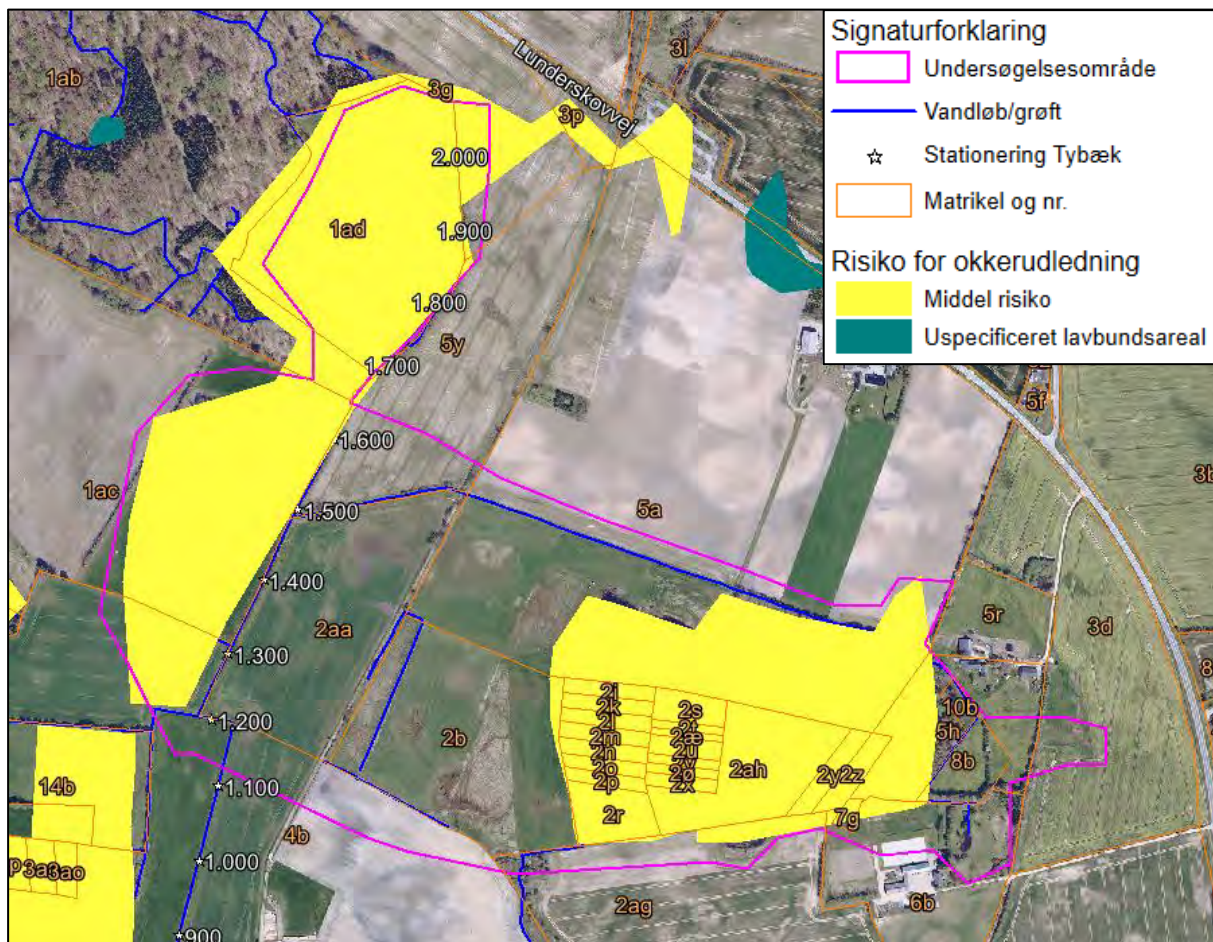 Signaturforklaring
Undersøgelsesområde
Vandløb/grøft
Stationering Tybæk
Matrikel og nr.
Risiko for okkerudledning
Middel risiko
Uspecificeret lavbundsareal
Lunderskovvej
3l
1ab
3g
3p
2.000
1ad
1.900
1.800
5y
1.700
5f
1.600
3b
1ac
5a
1.500
1.400
5r
2aa
3d
1.300
2j
2k
2s
2l
2æ
10b
1.200
2m
2u
5h
2b
2n
2v
2o
2ø
8b
2ah
2y2z
2p
2x
1.100
14b
2r
7g
4b
1.000
3ao
2ag
6b
900